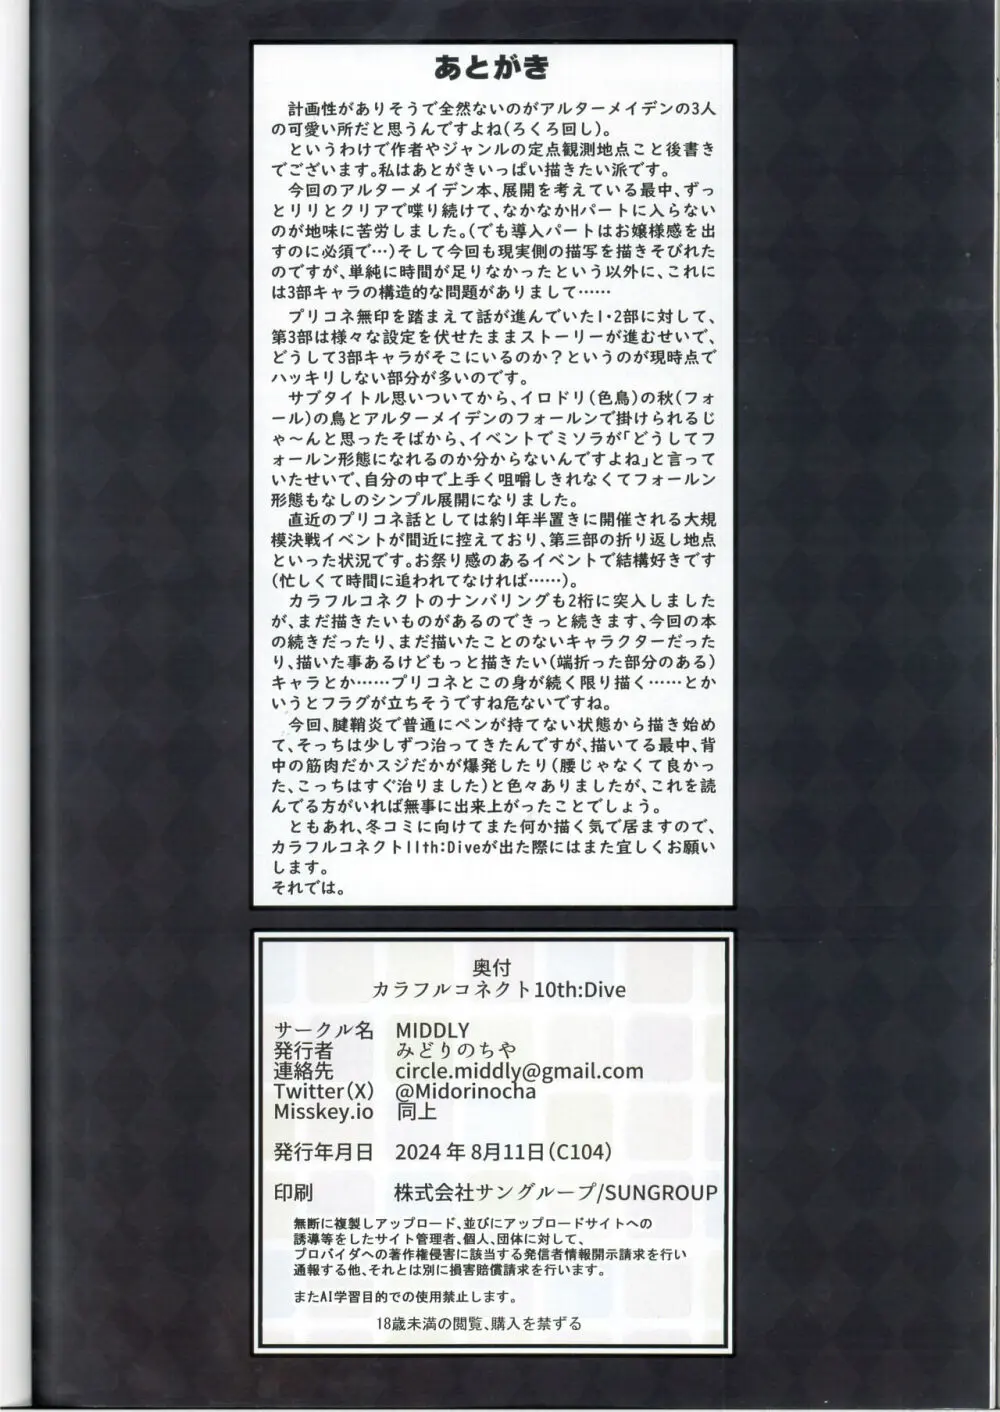 あとがき
計画性がありそうで全然ないのがアルターメイデンの3人
の可愛い所だと思うんですよね(ろくろ回し)。
というわけで作者やジャンルの定点観測地点こと後書き
でございます。私はあとがきいっぱい描きたい派です。
今回のアルターメイデン本、展開を考えている最中、ずっ
とリリとクリアで喋り続けて、なかなかHパートに入らない
のが地味に苦労しました。(でも導入パートはお嬢様感を出
すのに必須で…)そして今回も現実側の描写を描きそびれた
のですが、単純に時間が足りなかったという以外に、これに
は3部キャラの構造的な問題がありまして……
プリコネ無印を踏まえて話が進んでいた1・2部に対して、
第3部は様々な設定を伏せたままストーリーが進むせいで、
どうして3部キャラがそこにいるのか？というのが現時点で
ハッキリしない部分が多いのです。
サブタイトル思いついてから、イロドリ(色鳥)の秋(フォ
ール)の鳥とアルターメイデンのフォールンで掛けられるじ
ゃ～んと思ったそばから、イベントでミソラが「どうしてフ
ォールン形態になれるのか分からないんですよね」と言って
いたせいで、自分の中で上手く咀嚼しきれなくてフォールン
形態もなしのシンプル展開になりました。
直近のプリコネ話としては約1年半置きに開催される大規
模決戦イベントが間近に控えており、第三部の折り返し地点
といった状況です。お祭り感のあるイベントで結構好きです
(忙しくて時間に追われてなければ……)。
カラフルコネクトのナンバリングも2桁に突入しました
が、まだ描きたいものがあるのできっと続きます、今回の本
の続きだったり、まだ描いたことのないキャラクターだった
り、描いた事あるけどもっと描きたい(端折った部分のある)
キャラとか……プリコネとこの身が続く限り描く……とか
いうとフラグが立ちそうですね危ないですね。
今回、腱鞘炎で普通にペンが持てない状態から描き始め
て、そっちは少しずつ治ってきたんですが、描いてる最中、背
中の筋肉だかスジだかが爆発したり(腰じゃなくて良かっ
た、こっちはすぐ治りました)と色々ありましたが、これを読
んでる方がいれば無事に出来上がったことでしょう。
ともあれ、冬コミに向けてまた何か描く気で居ますので、
カラフルコネクト11th:Diveが出た際にはまた宜しくお願い
します。
それでは。
奥付
カラフルコネクト10th:Dive
サークル名 MIDDLY
発行者 みどりのちや
連絡先 circle.middly@gmail.com
Twitter(X) @Midorinocha
Misskey.io 同上
発行年月日 2024年8月11日(C104)
印刷 株式会社サングループ/SUNGROUP
無断に複製しアップロード、並びにアップロードサイトへの
誘導等をしたサイト管理者、個人、団体に対して、
プロバイダへの著作権侵害に該当する発信者情報開示請求を行い
通報する他、それとは別に損害賠償請求を行います。
またAI学習目的での使用禁止します。
18歳未満の閲覧、購入を禁ずる